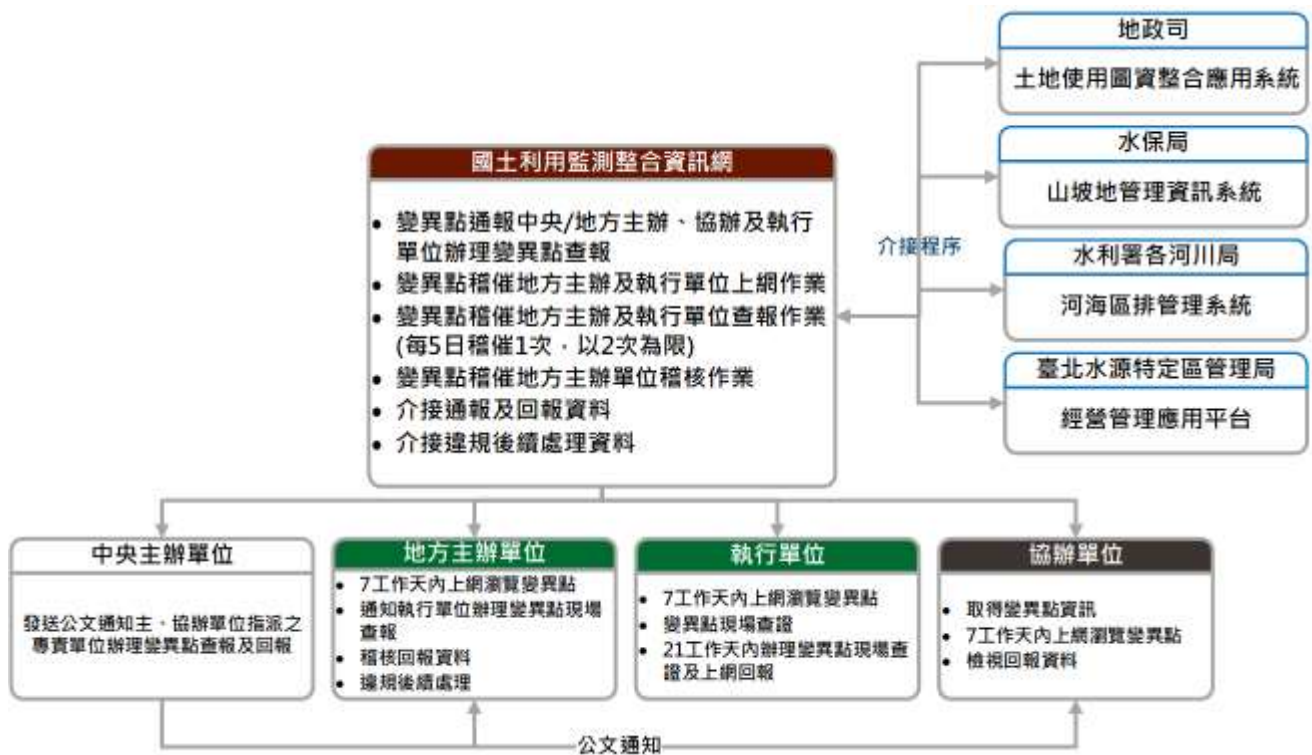 地政司
土地使用圖資整合應用系統
水保局
山坡地管理資訊系統
水利署各河川局
河海區排管理系統
臺北水源特定區管理局
經營管理應用平台
介接程序
國土利用監測整合資訊網
• 變異點通報中央/地方主辦、協辦及執行
單位辦理變異點查報
• 變異點稽催地方主辦及執行單位上網作業
• 變異點稽催地方主辦及執行單位查報作業
(每5日稽催1次，以2次為限)
• 變異點稽催地方主辦單位稽核作業
• 介接通報及回報資料
• 介接違規後續處理資料
中央主辦單位
發送公文通知主、協辦單位指派之
專責單位辦理變異點查報及回報
地方主辦單位
• 7工作天內上網瀏覽變異點
• 通知執行單位辦理變異點現場
查報
• 稽核回報資料
• 違規後續處理
執行單位
• 7工作天內上網瀏覽變異點
• 變異點現場查證
• 21工作天內辦理變異點現場查
證及上網回報
協辦單位
• 取得變異點資訊
• 7工作天內上網瀏覽變異點
• 檢視回報資料
公文通知